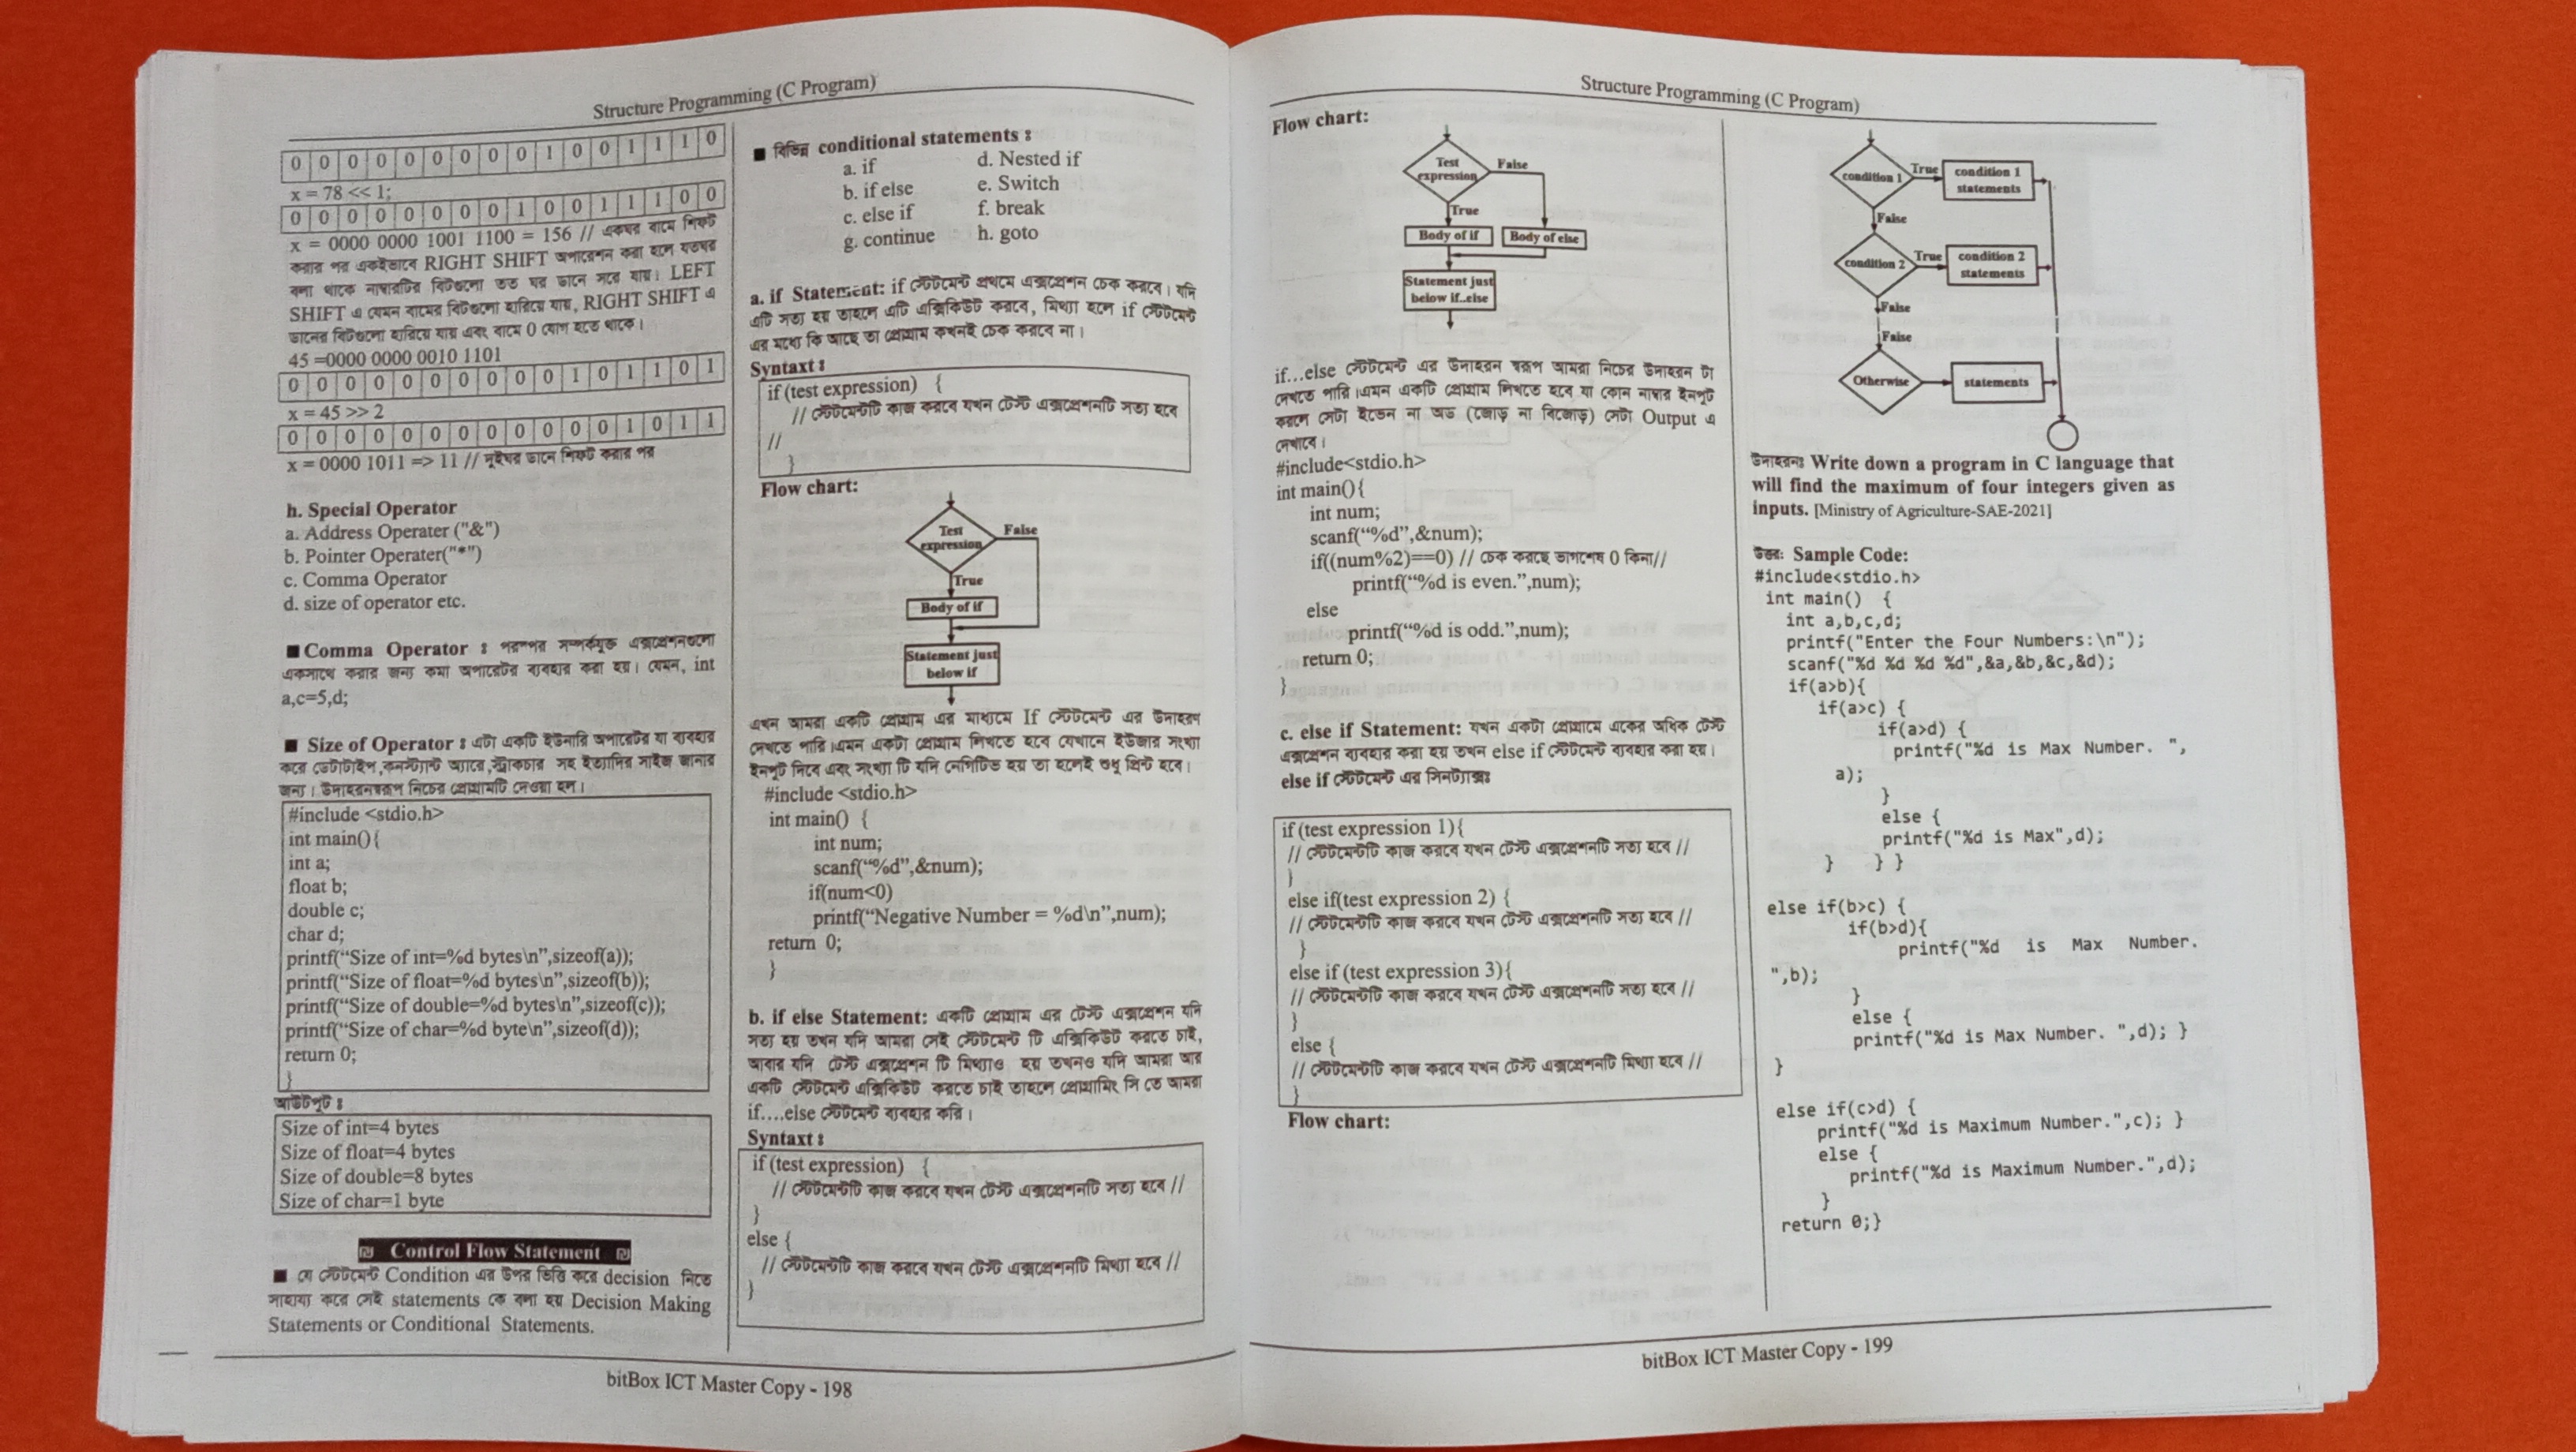 Structure Programming (C Program)
0 0 0 0 0 0 0 0 0 1 0 0 1 1 1 0
x = 78 << 1;
0 0 0 0 0 0 0 0 1 0 0 1 1 1 0 0
x = 0000 0000 1001 1100 = 156 // একঘর বামে শিফট
করার পর একইভাবে RIGHT SHIFT অপারেশন করা হলে যতঘর
বলা থাকে নাম্বারটির বিটগুলো তত ঘর ডানে সরে যায়। LEFT
SHIFT এ যেমন বামের বিটগুলো হারিয়ে যায়, RIGHT SHIFT এ
ডানের বিটগুলো হারিয়ে যায় এবং বামে 0 যোগ হতে থাকে।
45 =0000 0000 0010 1101
0 0 0 0 0 0 0 0 0 0 1 0 1 1 0 1
x = 45 >> 2
0 0 0 0 0 0 0 0 0 0 0 0 1 0 1 1
x = 0000 1011 => 11 // দুইঘর ডানে শিফট করার পর
h. Special Operator
a. Address Operater ("&")
b. Pointer Operater("*")
c. Comma Operator
d. size of operator etc.
■ Comma Operator : পরস্পর সম্পর্কযুক্ত এক্সপ্রেশনগুলো
একসাথে করার জন্য কমা অপারেটর ব্যবহার করা হয়। যেমন, int
a,c=5,d;
■ Size of Operator : এটা একটি ইউনারি অপারেটর যা ব্যবহার
করে ডেটাটাইপ,কনস্ট্যান্ট অ্যারে,স্ট্রাকচার সহ ইত্যাদির সাইজ জানার
জন্য। উদাহরনস্বরূপ নিচের প্রোগ্রামটি দেওয়া হল।
#include <stdio.h>
int main(){
int a;
float b;
double c;
char d;
printf(“Size of int=%d bytes\n”,sizeof(a));
printf(“Size of float=%d bytes\n”,sizeof(b));
printf(“Size of double=%d bytes\n”,sizeof(c));
printf(“Size of char=%d byte\n”,sizeof(d));
return 0;
}
আউটপুট :
Size of int=4 bytes
Size of float=4 bytes
Size of double=8 bytes
Size of char=1 byte
Control Flow Statement
■ যে স্টেটমেন্ট Condition এর উপর ভিত্তি করে decision নিতে
সাহায্য করে সেই statements কে বলা হয় Decision Making
Statements or Conditional Statements.
■ বিভিন্ন conditional statements :
a. if d. Nested if
b. if else e. Switch
c. else if f. break
g. continue h. goto
a. if Statement: if স্টেটমেন্ট প্রথমে এক্সপ্রেশন চেক করবে। যদি
এটি সত্য হয় তাহলে এটি এক্সিকিউট করবে, মিথ্যা হলে if স্টেটমেন্ট
এর মধ্যে কি আছে তা প্রোগ্রাম কখনই চেক করবে না।
Syntaxt :
if (test expression) {
// স্টেটমেন্টটি কাজ করবে যখন টেস্ট এক্সপ্রেশনটি সত্য হবে
//
}
Flow chart:
Test
expression
False
True
Body of if
Statement just
below if
এখন আমরা একটি প্রোগ্রাম এর মাধ্যমে If স্টেটমেন্ট এর উদাহরণ
দেখতে পারি।এমন একটা প্রোগ্রাম লিখতে হবে যেখানে ইউজার সংখ্যা
ইনপুট দিবে এবং সংখ্যা টি যদি নেগিটিভ হয় তা হলেই শুধু প্রিন্ট হবে।
#include <stdio.h>
int main() {
int num;
scanf(“%d”,&num);
if(num<0)
printf(“Negative Number = %d\n”,num);
return 0;
}
b. if else Statement: একটি প্রোগ্রাম এর টেস্ট এক্সপ্রেশন যদি
সত্য হয় তখন যদি আমরা সেই স্টেটমেন্ট টি এক্সিকিউট করতে চাই,
আবার যদি টেস্ট এক্সপ্রেশন টি মিথ্যাও হয় তখনও যদি আমরা আর
একটি স্টেটমেন্ট এক্সিকিউট করতে চাই তাহলে প্রোগ্রামিং সি তে আমরা
if....else স্টেটমেন্ট ব্যবহার করি।
Syntaxt :
if (test expression) {
// স্টেটমেন্টটি কাজ করবে যখন টেস্ট এক্সপ্রেশনটি সত্য হবে //
}
else {
// স্টেটমেন্টটি কাজ করবে যখন টেস্ট এক্সপ্রেশনটি মিথ্যা হবে //
}
bitBox ICT Master Copy - 198
Structure Programming (C Program)
Flow chart:
Test
expression
False
True
Body of if
Body of else
Statement just
below if..else
if...else স্টেটমেন্ট এর উদাহরন স্বরূপ আমরা নিচের উদাহরন টা
দেখতে পারি।এমন একটি প্রোগ্রাম লিখতে হবে যা কোন নাম্বার ইনপুট
করলে সেটা ইভেন না অড (জোড় না বিজোড়) সেটা Output এ
দেখাবে।
#include<stdio.h>
int main(){
int num;
scanf(“%d”,&num);
if((num%2)==0) // চেক করছে ভাগশেষ 0 কিনা//
printf(“%d is even.”,num);
else
printf(“%d is odd.”,num);
return 0;
}
c. else if Statement: যখন একটা প্রোগ্রামে একের অধিক টেস্ট
এক্সপ্রেশন ব্যবহার করা হয় তখন else if স্টেটমেন্ট ব্যবহার করা হয়।
else if স্টেটমেন্ট এর সিনট্যাক্সঃ
if (test expression 1){
// স্টেটমেন্টটি কাজ করবে যখন টেস্ট এক্সপ্রেশনটি সত্য হবে //
}
else if(test expression 2) {
// স্টেটমেন্টটি কাজ করবে যখন টেস্ট এক্সপ্রেশনটি সত্য হবে //
}
else if (test expression 3){
// স্টেটমেন্টটি কাজ করবে যখন টেস্ট এক্সপ্রেশনটি সত্য হবে //
}
else {
// স্টেটমেন্টটি কাজ করবে যখন টেস্ট এক্সপ্রেশনটি মিথ্যা হবে //
}
Flow chart:
condition 1
True
condition 1
statements
False
condition 2
True
condition 2
statements
False
False
Otherwise
statements
উদাহরনঃ Write down a program in C language that
will find the maximum of four integers given as
inputs. [Ministry of Agriculture-SAE-2021]
উত্তর: Sample Code:
#include<stdio.h>
int main() {
int a,b,c,d;
printf("Enter the Four Numbers:\n");
scanf("%d %d %d %d",&a,&b,&c,&d);
if(a>b){
if(a>c) {
if(a>d) {
printf("%d is Max Number. ",
a);
}
else {
printf("%d is Max",d);
} } }
else if(b>c) {
if(b>d){
printf("%d is Max Number.
",b);
}
else {
printf("%d is Max Number. ",d); }
}
else if(c>d) {
printf("%d is Maximum Number.",c); }
else {
printf("%d is Maximum Number.",d);
}
return 0;}
bitBox ICT Master Copy - 199